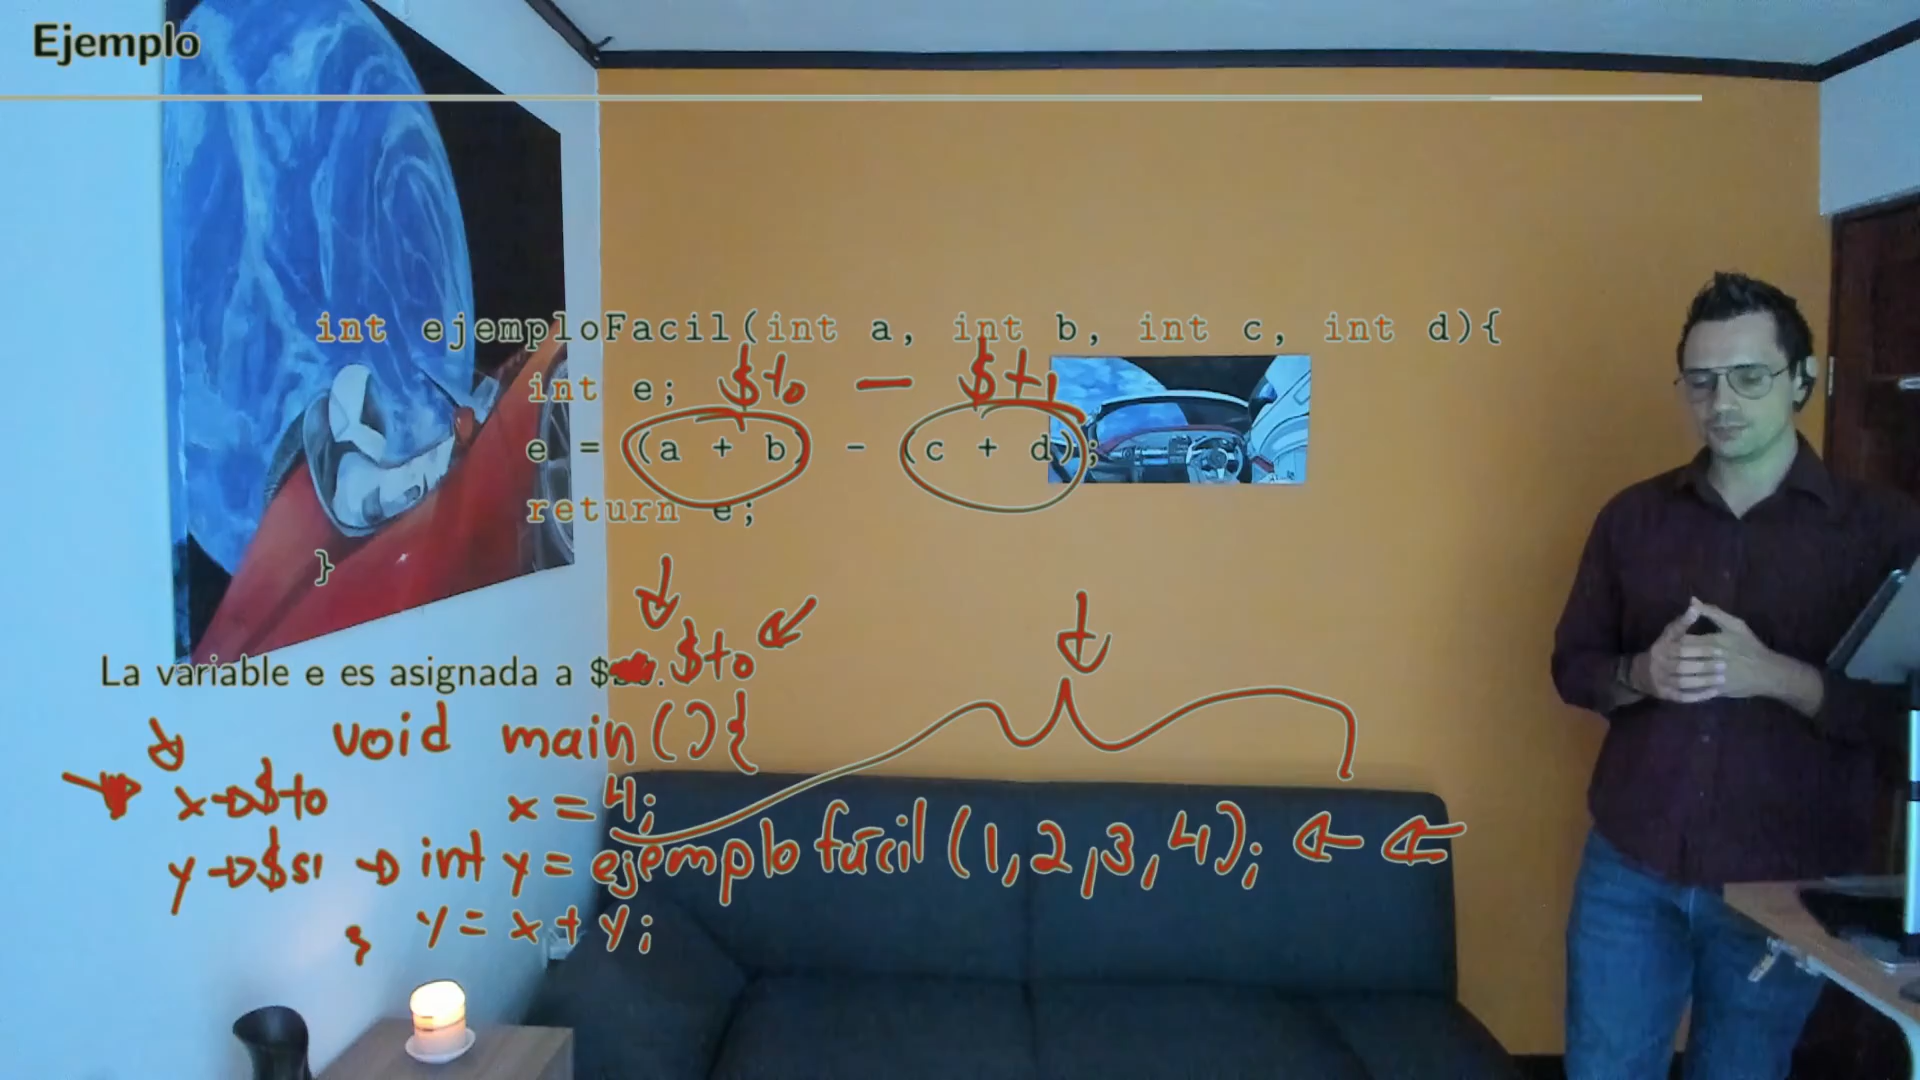 Ejemplo
int ejemploFacil(int a, int b, int c, int d){
int e; $t0 — $t1
e = (a + b) - (c + d);
return e;
}
La variable e es asignada a $ . $t0
void main(){
x→$t0 x = 4;
y→$s1 → int y = ejemplo fácil (1,2,3,4);
} y = x + y;